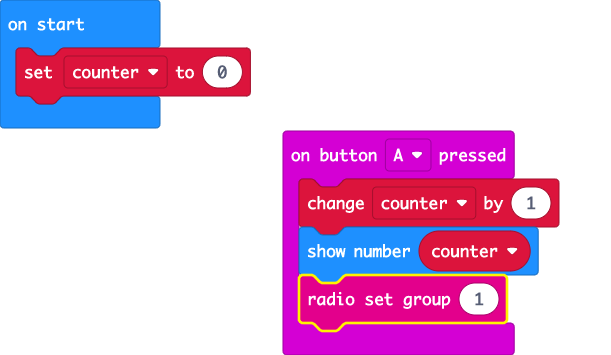 on start
set counter to 0
on button A pressed
change counter by 1
show number counter
radio set group 1